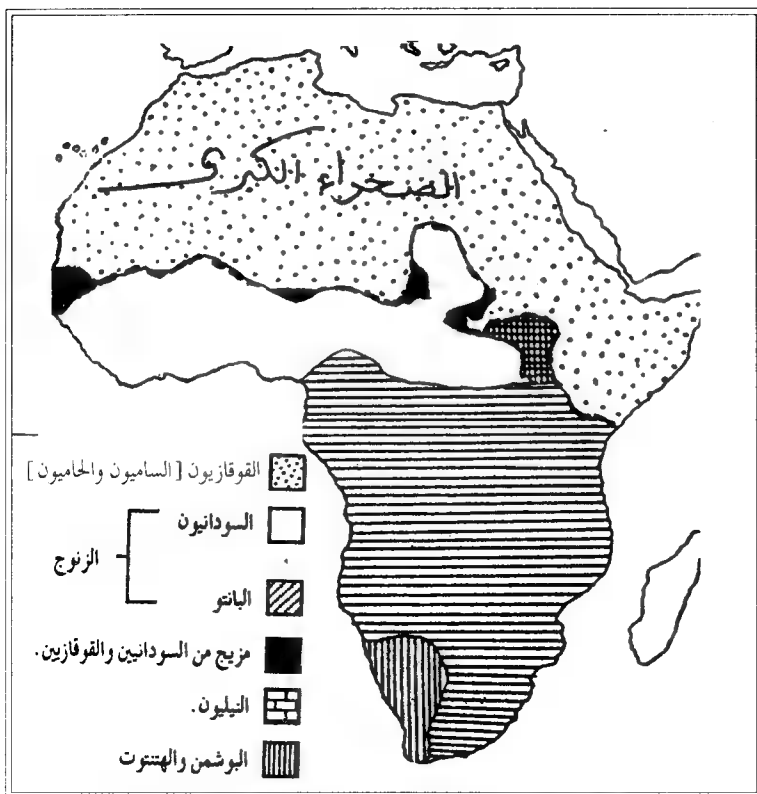 الصحراء الكبرى
القوقازيون [الساميون والحاميون]
السودانيون
الزنوج
البانتو
مزيج من السودانيين والقوقازيين.
النيليون.
البوشمن والهتنتوت